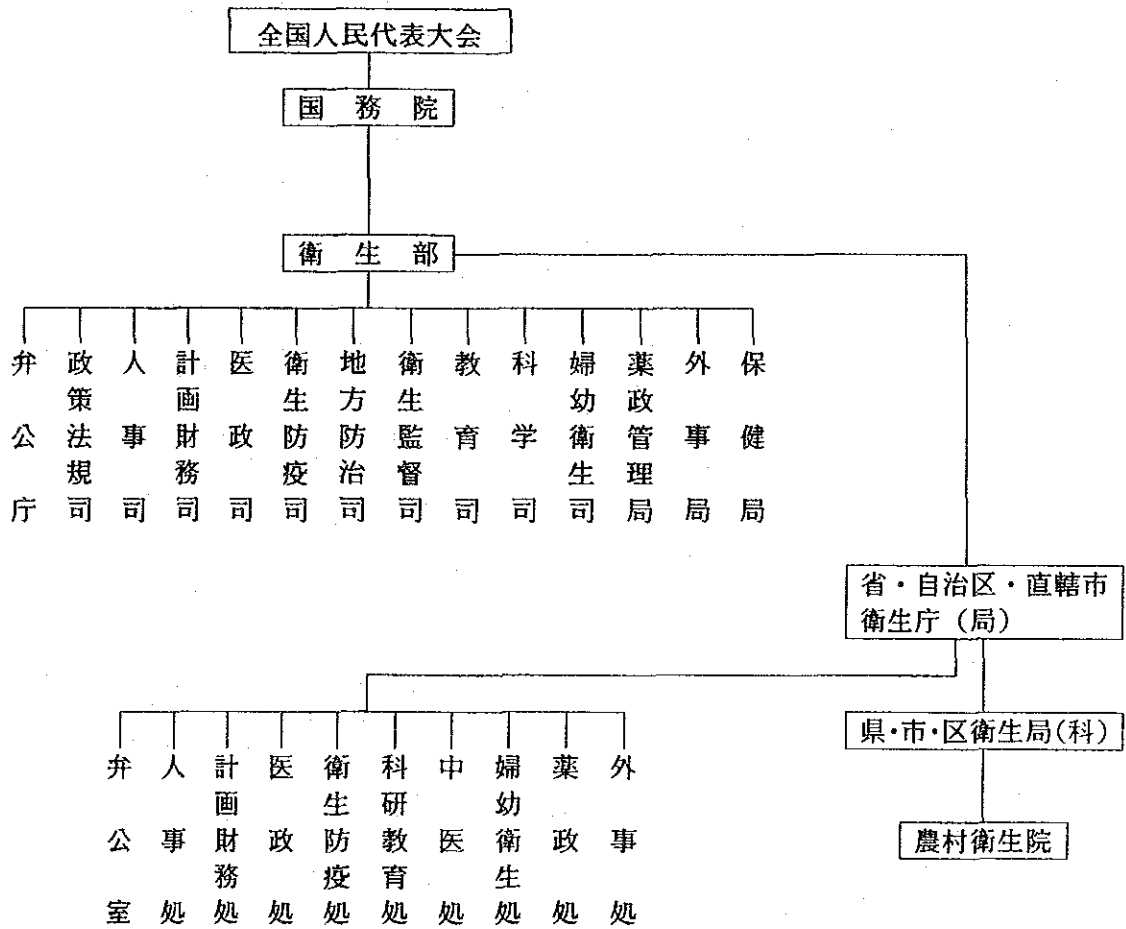 全国人民代表大会
国務院
衛生部
弁公庁
政策法規司
人事司
計画財務司
医政司
衛生防疫司
地方防治司
衛生監督司
教育司
科学司
婦幼衛生司
薬政管理局
外事局
保健局
省・自治区・直轄市
衛生庁（局）
県・市・区衛生局(科)
農村衛生院
弁公室
人事処
計画財務処
医政処
衛生防疫処
科研教育処
中医処
婦幼衛生処
薬政処
外事処